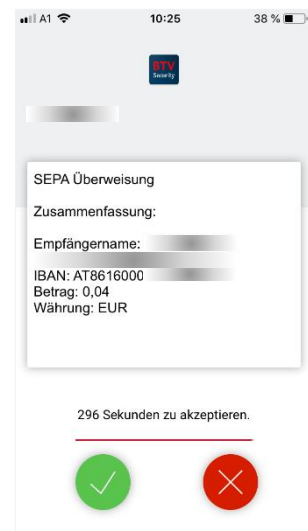 A1
10:25
38 %
BTV
Security
SEPA Überweisung
Zusammenfassung:
Empfängername:
IBAN: AT8616000
Betrag: 0,04
Währung: EUR
296 Sekunden zu akzeptieren.